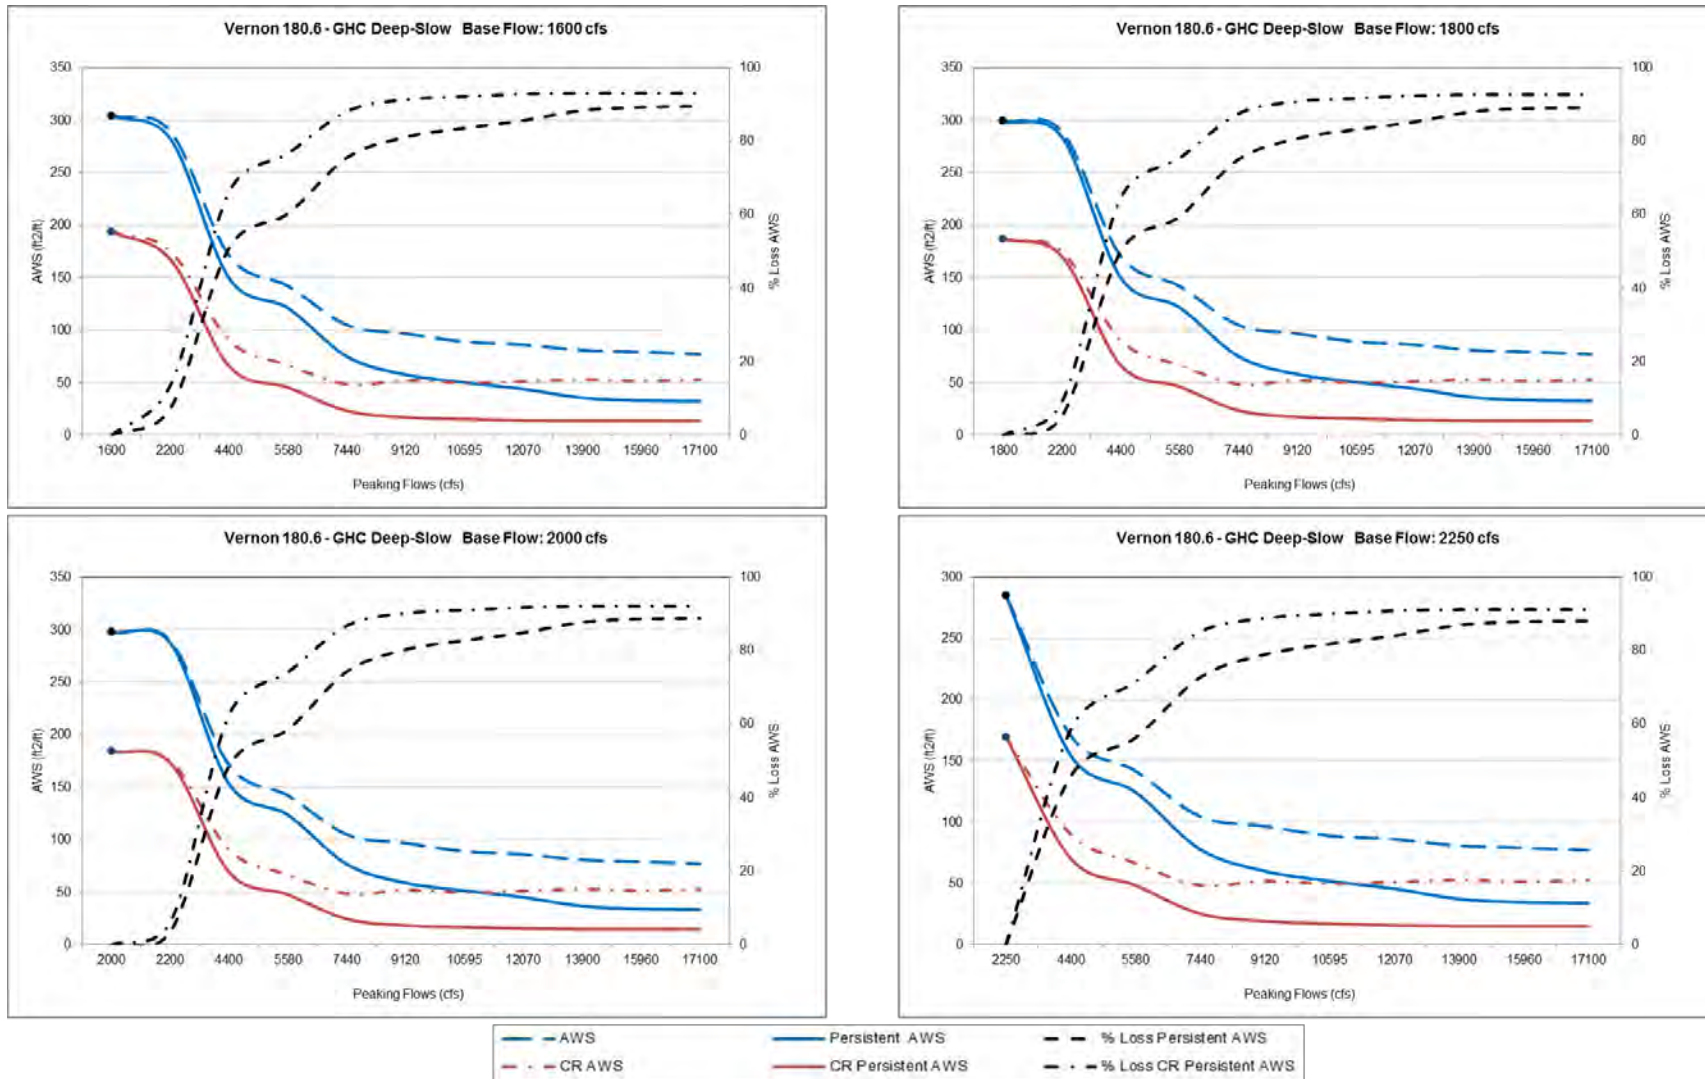 Vernon 180.6 - GHC Deep-Slow Base Flow: 1600 cfs
350
300
250
200
150
100
50
0
AWS (ft2/ft)
100
80
60
40
20
0
% Loss AWS
1600 2200 4400 5580 7440 9120 10595 12070 13900 15960 17100
Peaking Flows (cfs)
Vernon 180.6 - GHC Deep-Slow Base Flow: 1800 cfs
350
300
250
200
150
100
50
0
AWS (ft2/ft)
100
80
60
40
20
0
% Loss AWS
1800 2200 4400 5580 7440 9120 10595 12070 13900 15960 17100
Peaking Flows (cfs)
Vernon 180.6 - GHC Deep-Slow Base Flow: 2000 cfs
350
300
250
200
150
100
50
0
AWS (ft2/ft)
100
80
60
40
20
0
% Loss AWS
2000 2200 4400 5580 7440 9120 10595 12070 13900 15960 17100
Peaking Flows (cfs)
Vernon 180.6 - GHC Deep-Slow Base Flow: 2250 cfs
300
250
200
150
100
50
0
AWS (ft2/ft)
100
80
60
40
20
0
% Loss AWS
2250 4400 5580 7440 9120 10595 12070 13900 15960 17100
Peaking Flows (cfs)
AWS Persistent AWS % Loss Persistent AWS
CR AWS CR Persistent AWS % Loss CR Persistent AWS